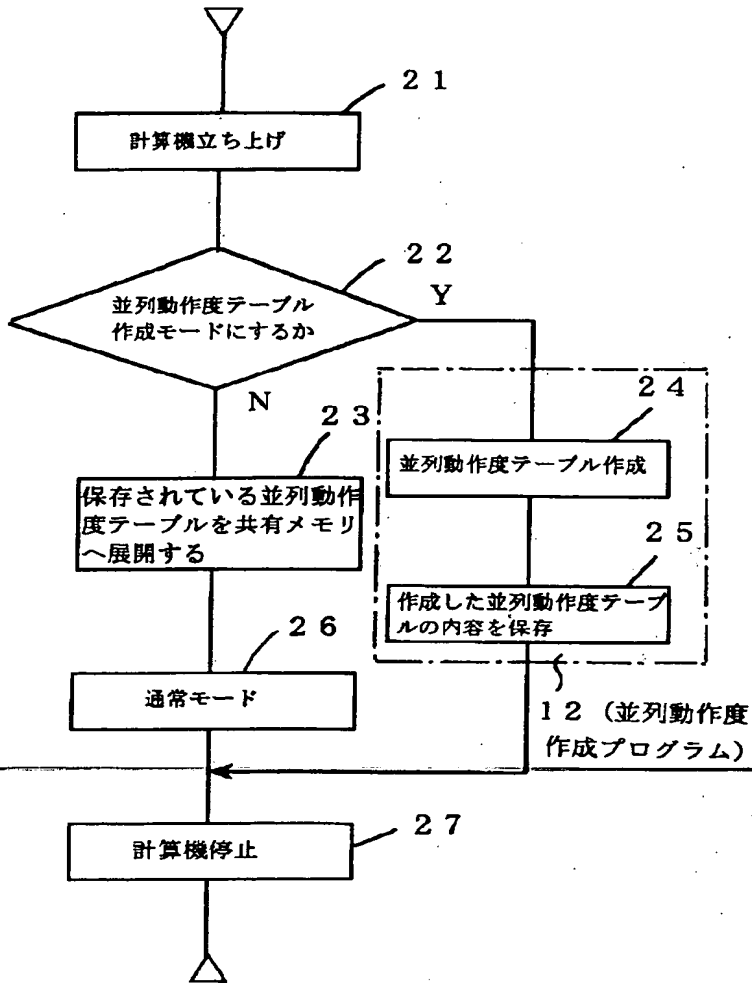 21
計算機立ち上げ
22
並列動作度テーブル
作成モードにするか
Y
N
23
保存されている並列動作
度テーブルを共有メモリ
へ展開する
24
並列動作度テーブル作成
25
作成した並列動作度テーブ
ルの内容を保存
26
通常モード
12（並列動作度
作成プログラム）
27
計算機停止